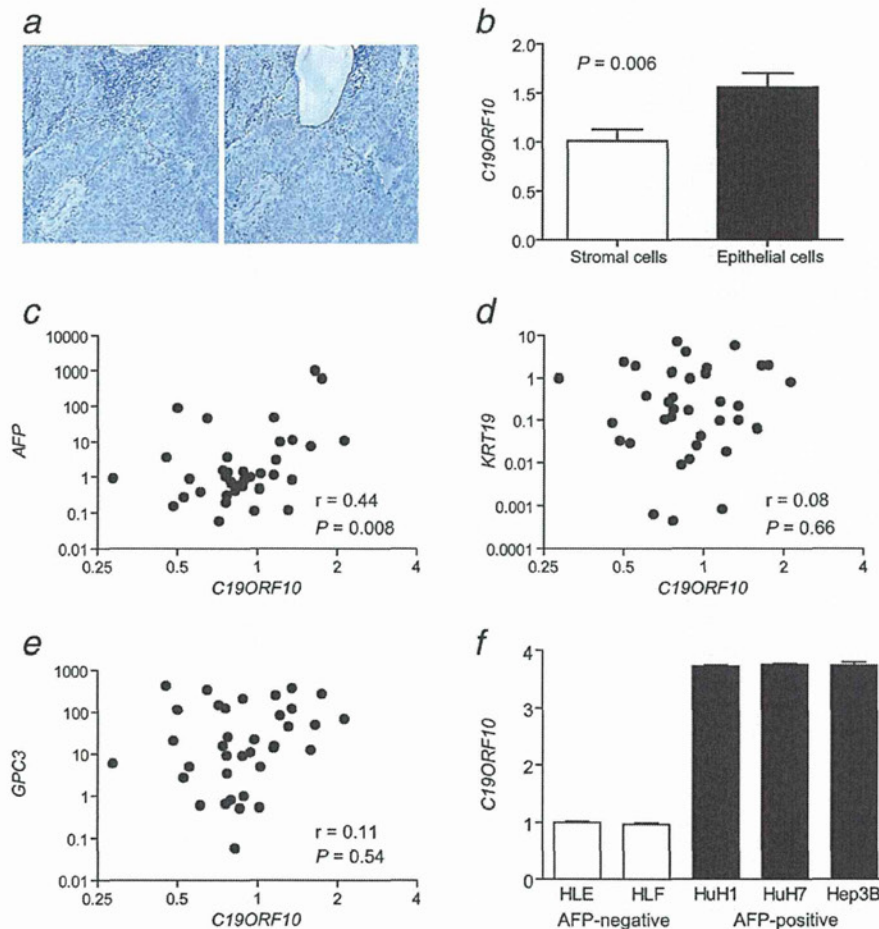 a
b
2.0
P = 0.006
1.5
1.0
0.5
0.0
C19ORF10
Stromal cells
Epithelial cells
c
10000
1000
100
10
1
0.1
0.01
AFP
r = 0.44
P = 0.008
0.25
0.5
1
2
4
C19ORF10
d
10
1
0.1
0.01
0.001
0.0001
KRT19
r = 0.08
P = 0.66
0.25
0.5
1
2
4
C19ORF10
e
1000
100
10
1
0.1
0.01
GPC3
r = 0.11
P = 0.54
0.25
0.5
1
2
4
C19ORF10
f
4
3
2
1
0
C19ORF10
HLE
HLF
HuH1
HuH7
Hep3B
AFP-negative
AFP-positive